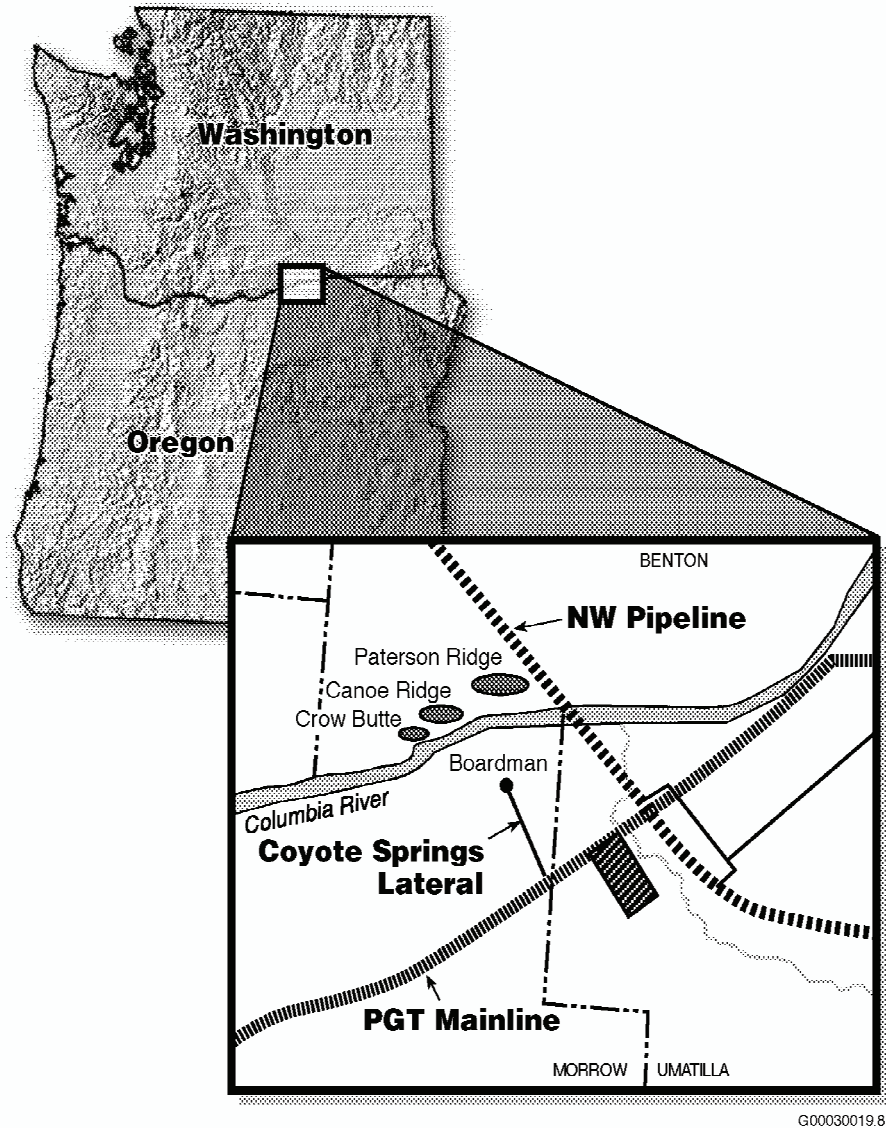 Washington
Oregon
BENTON
NW Pipeline
Paterson Ridge
Canoe Ridge
Crow Butte
Boardman
Columbia River
Coyote Springs
Lateral
PGT Mainline
MORROW
UMATILLA
G00030019.8